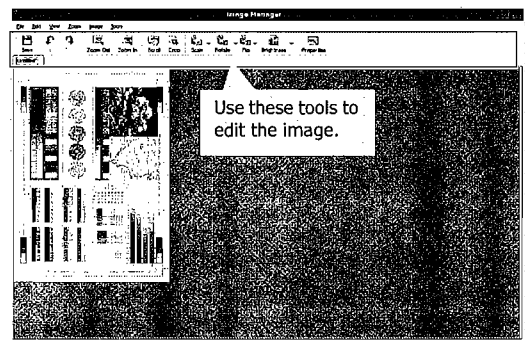 Image Manager
File Edit View Zoom Image Tools
Save Zoom Out Zoom In Scroll Crop Scan Rotate Flip Brightness Properties
Untitled
Use these tools to
edit the image.